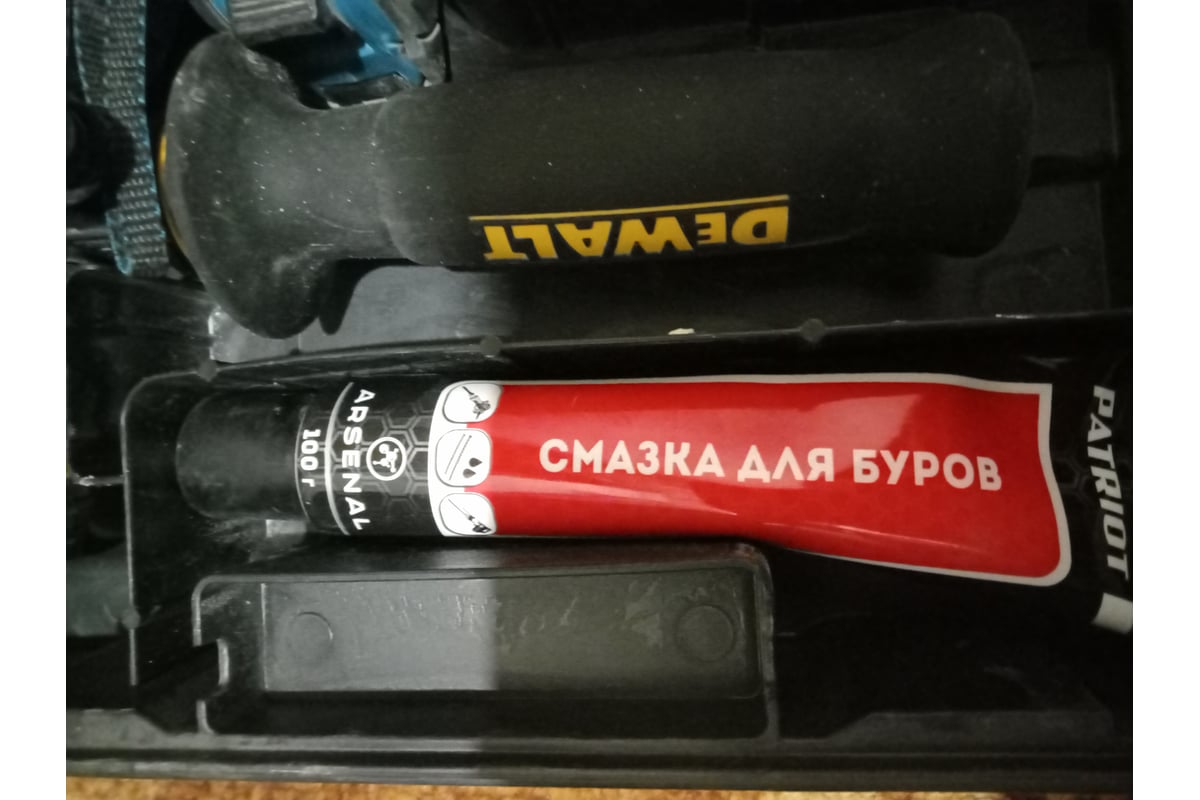 DEWALT
ARSENAL
100 г
СМАЗКА ДЛЯ БУРОВ
PATRIOT